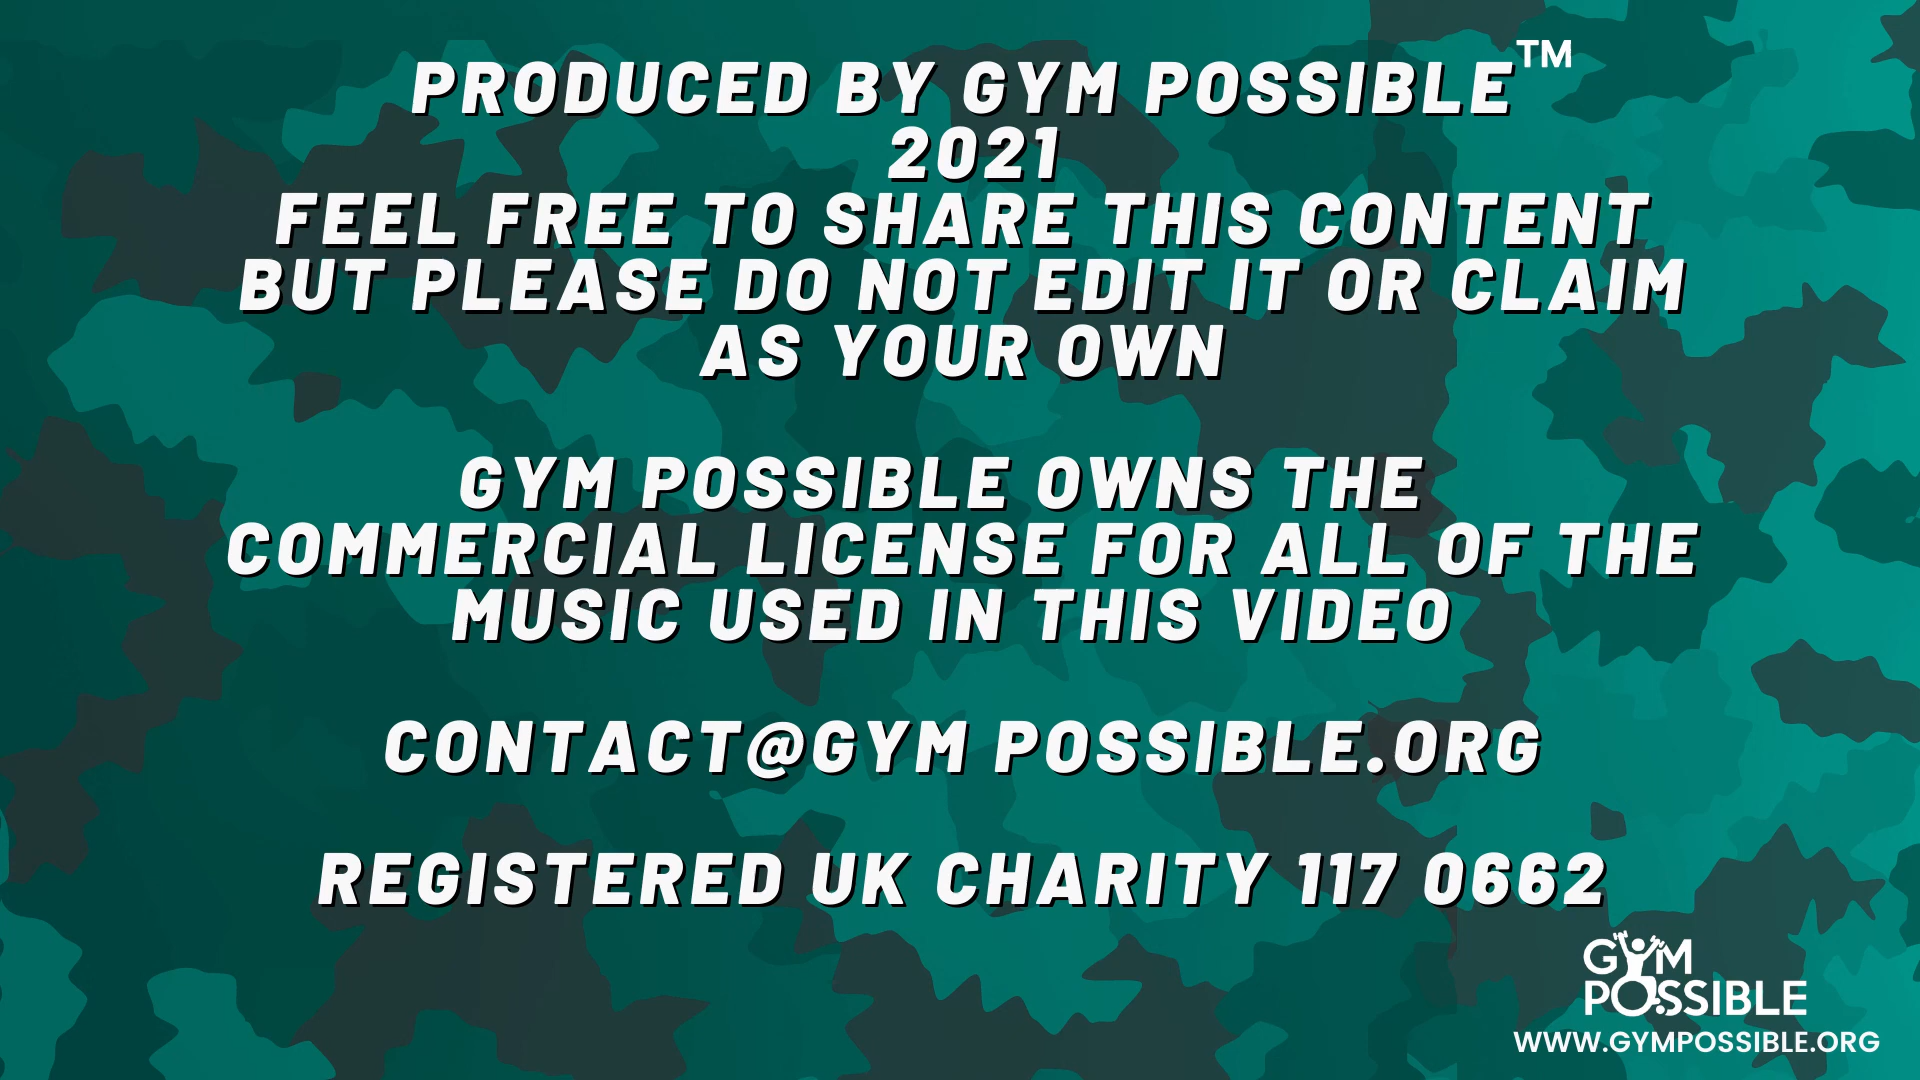 PRODUCED BY GYM POSSIBLE™
2021
FEEL FREE TO SHARE THIS CONTENT
BUT PLEASE DO NOT EDIT IT OR CLAIM
AS YOUR OWN
GYM POSSIBLE OWNS THE
COMMERCIAL LICENSE FOR ALL OF THE
MUSIC USED IN THIS VIDEO
CONTACT@GYM POSSIBLE.ORG
REGISTERED UK CHARITY 117 0662
GYM
POSSIBLE
WWW.GYMPOSSIBLE.ORG